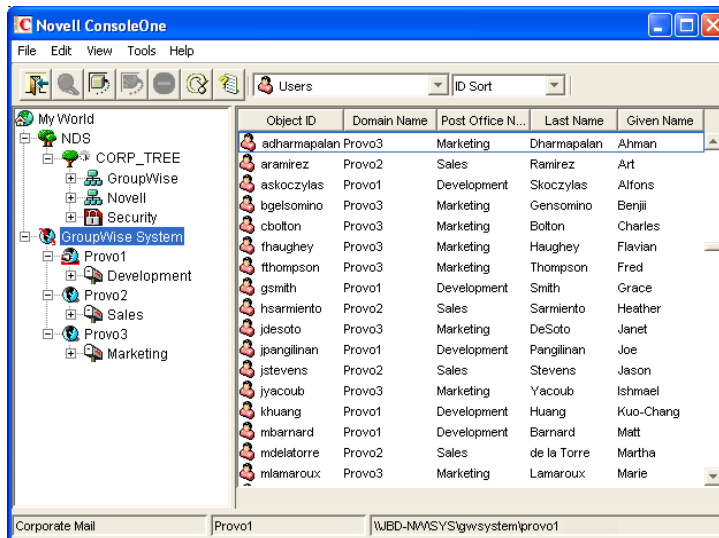 Novell ConsoleOne
File Edit View Tools Help
Users ID Sort
My World
NDS
CORP_TREE
GroupWise
Novell
Security
GroupWise System
Provo1
Development
Provo2
Sales
Provo3
Marketing
Object ID Domain Name Post Office N... Last Name Given Name
adharmapalan Provo3 Marketing Dharmapalan Ahman
aramirez Provo2 Sales Ramirez Art
askoczylas Provo1 Development Skoczylas Alfons
bgelsomino Provo3 Marketing Gensomino Benjii
cbolton Provo3 Marketing Bolton Charles
fhaughey Provo3 Marketing Haughey Flavian
fthompson Provo3 Marketing Thompson Fred
gsmith Provo1 Development Smith Grace
hsarmiento Provo2 Sales Sarmiento Heather
jdesoto Provo3 Marketing DeSoto Janet
jpangilinan Provo1 Development Pangilinan Joe
jstevens Provo2 Sales Stevens Jason
jyacoub Provo3 Marketing Yacoub Ishmael
khuang Provo1 Development Huang Kuo-Chang
mbarnard Provo1 Development Barnard Matt
mdelatorre Provo2 Sales de la Torre Martha
mlamaroux Provo3 Marketing Lamaroux Marie
Corporate Mail Provo1 \\JBD-NW\SYS\gwsystem\provo1